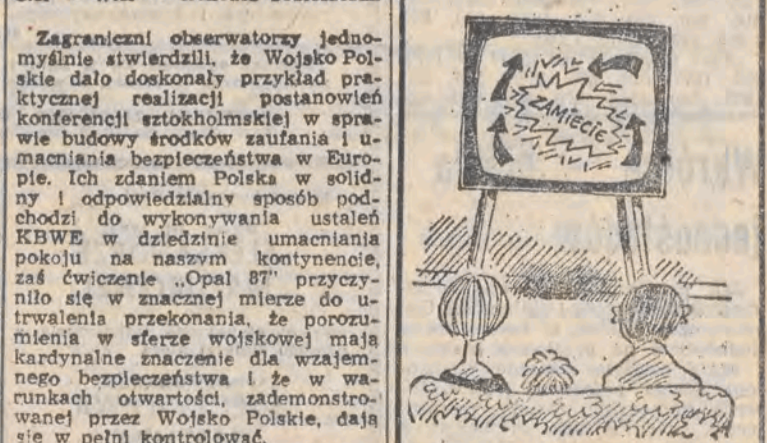 Zagraniczni obserwatorzy jedno-
myślnie stwierdzili, że Wojsko Pol-
skie dało doskonały przykład pra-
ktycznej realizacji postanowień
konferencji sztokholmskiej w spra-
wie budowy środków zaufania i u-
macniania bezpieczeństwa w Euro-
pie. Ich zdaniem Polska w solid-
ny i odpowiedzialny sposób pod-
chodzi do wykonywania ustaleń
KBWE w dziedzinie umacniania
pokoju na naszym kontynencie,
zaś ćwiczenie „Opal 87" przyczy-
niło się w znacznej mierze do u-
trwalenia przekonania, że porozu-
mienia w sferze wojskowej mają
kardynalne znaczenie dla wzajem-
nego bezpieczeństwa i że w wa-
runkach otwartości, zademonstro-
wanej przez Wojsko Polskie, dają
się w pełni kontrolować.
ZAMIECIE